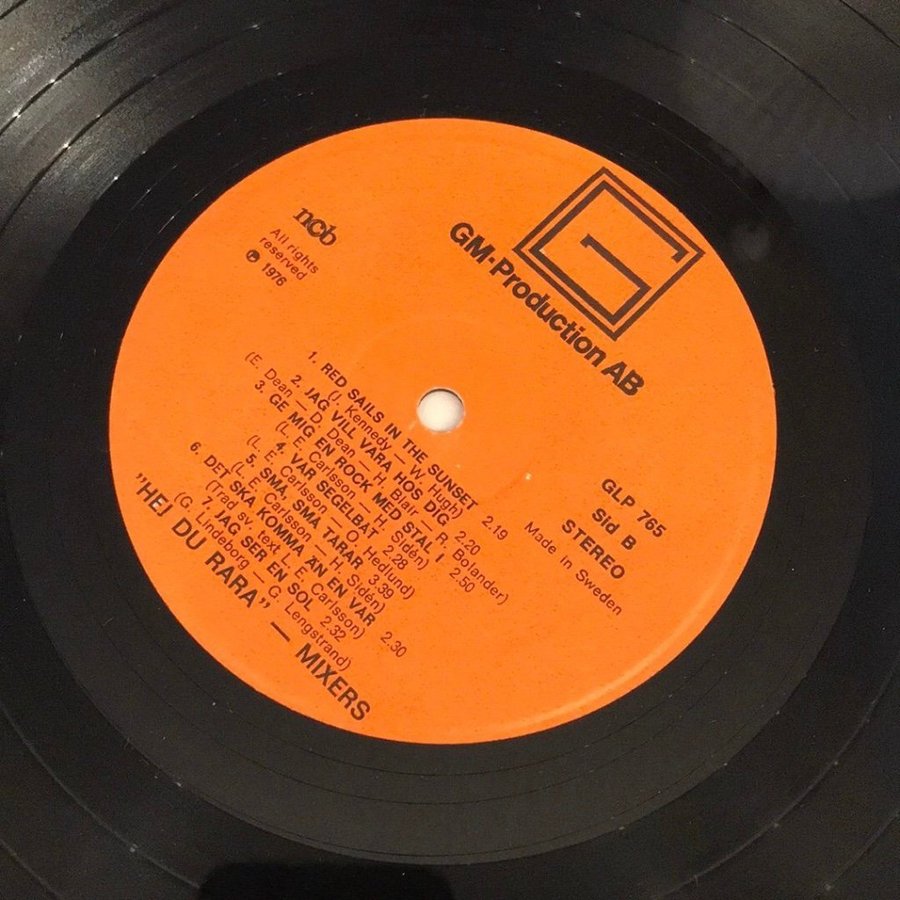 GM-Production AB
ncb
All rights
reserved
℗ 1976
GLP 765
Sid B
STEREO
Made in Sweden
1. RED SAILS IN THE SUNSET 2.19
(J. Kennedy — W. Hugh)
2. JAG VILL VARA HOS DIG 2.20
(E. Dean — D. Dean — H. Blair — R. Bolander)
3. GE MIG EN ROCK MED STÅL I 2.50
(L. E. Carlsson — H. Sidén)
4. VÅR SEGELBÅT 2.28
(L. E. Carlsson — O. Hedlund)
5. SMÅ, SMÅ TÅRAR 3.39
(L. E. Carlsson — H. Sidén)
6. DET SKA KOMMA ÄN EN VÅR 2.30
(Trad sv. text L. E. Carlsson)
7. JAG SER EN SOL 2.32
(G. Lindeborg — G. Lengstrand)
"HEJ DU RARA" — MIXERS